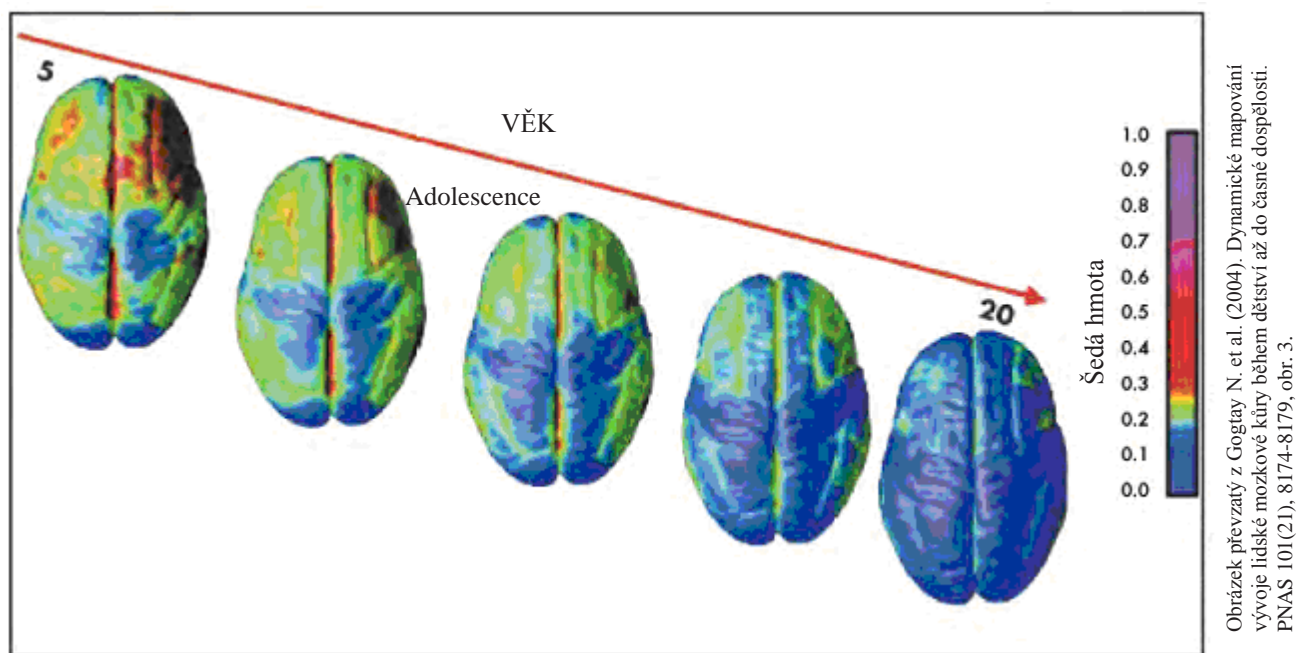 5
VĚK
Adolescence
20
Šedá hmota
1.0
0.9
0.8
0.7
0.6
0.5
0.4
0.3
0.2
0.1
0.0
Obrázek převzatý z Gogtay N. et al. (2004). Dynamické mapování
vývoje lidské mozkové kůry během dětství až do časné dospělosti.
PNAS 101(21), 8174-8179, obr. 3.